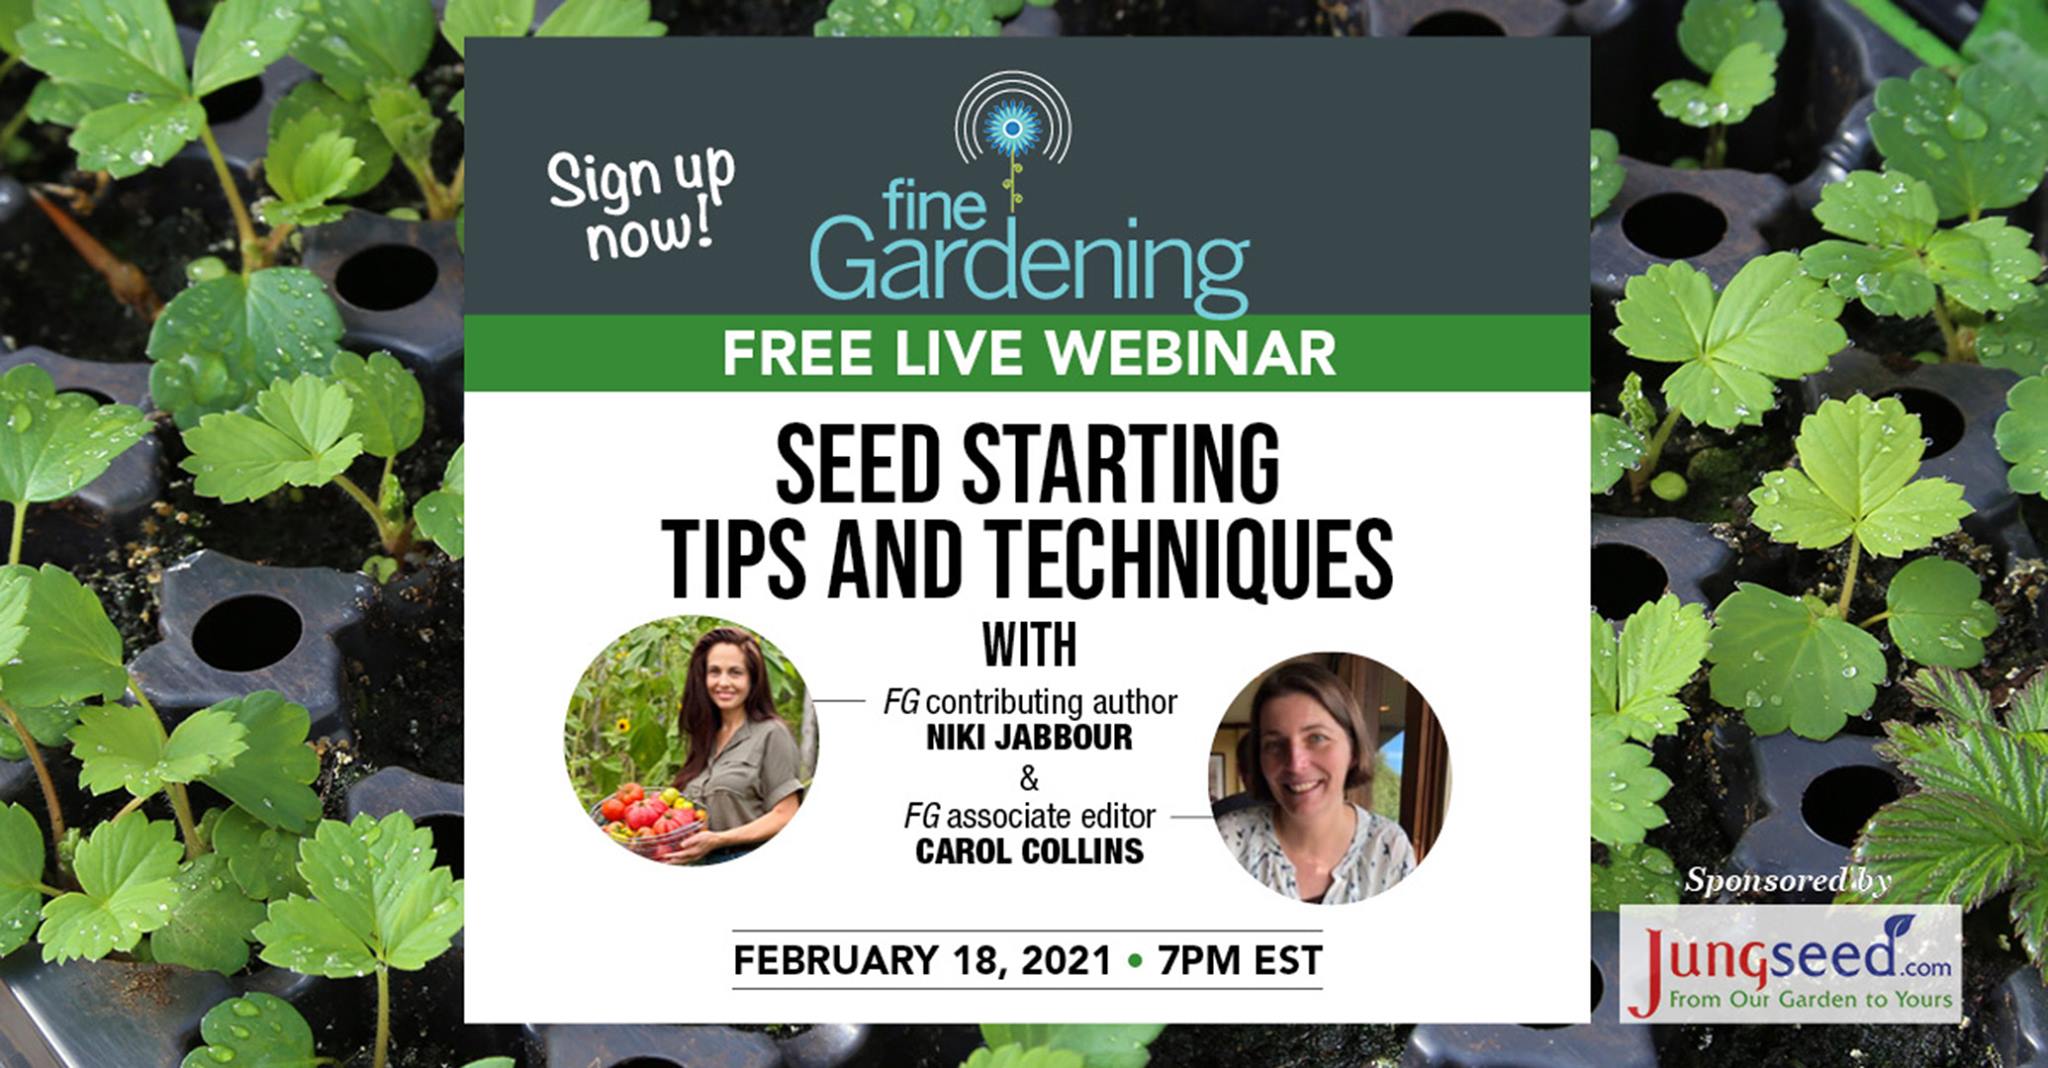 Sign up
now!
fine
Gardening
FREE LIVE WEBINAR
SEED STARTING
TIPS AND TECHNIQUES
WITH
FG contributing author
NIKI JABBOUR
&
FG associate editor
CAROL COLLINS
FEBRUARY 18, 2021 • 7PM EST
Sponsored by
Jungseed.com
From Our Garden to Yours